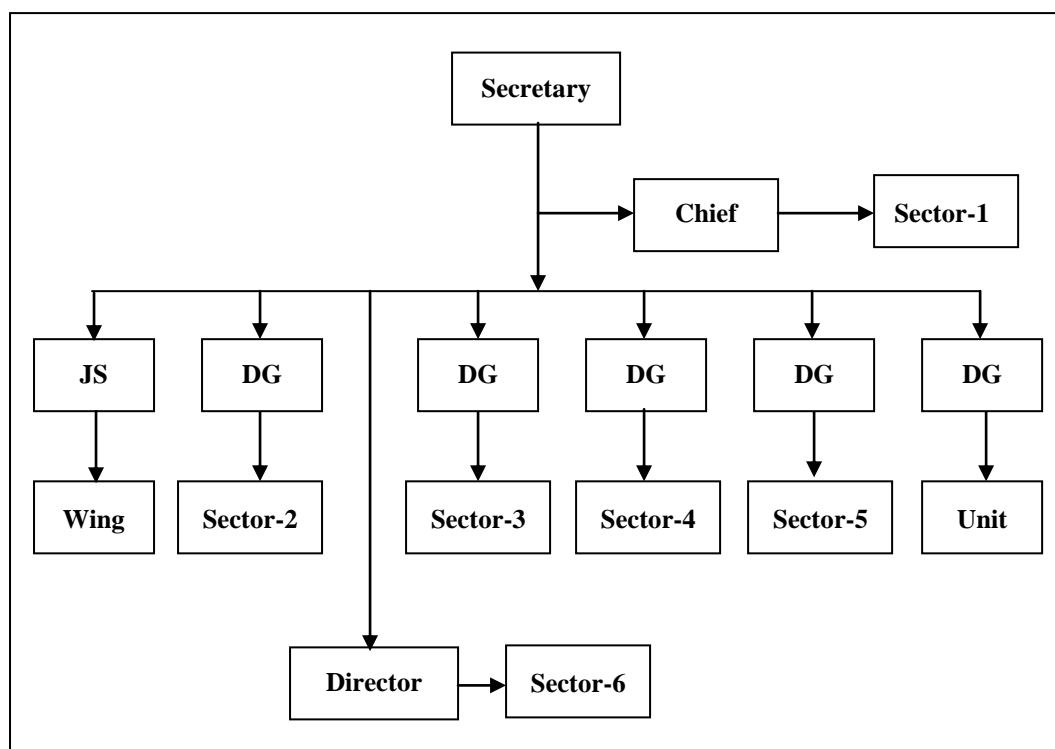 Secretary
Chief
Sector-1
JS
DG
DG
DG
DG
DG
Wing
Sector-2
Sector-3
Sector-4
Sector-5
Unit
Director
Sector-6